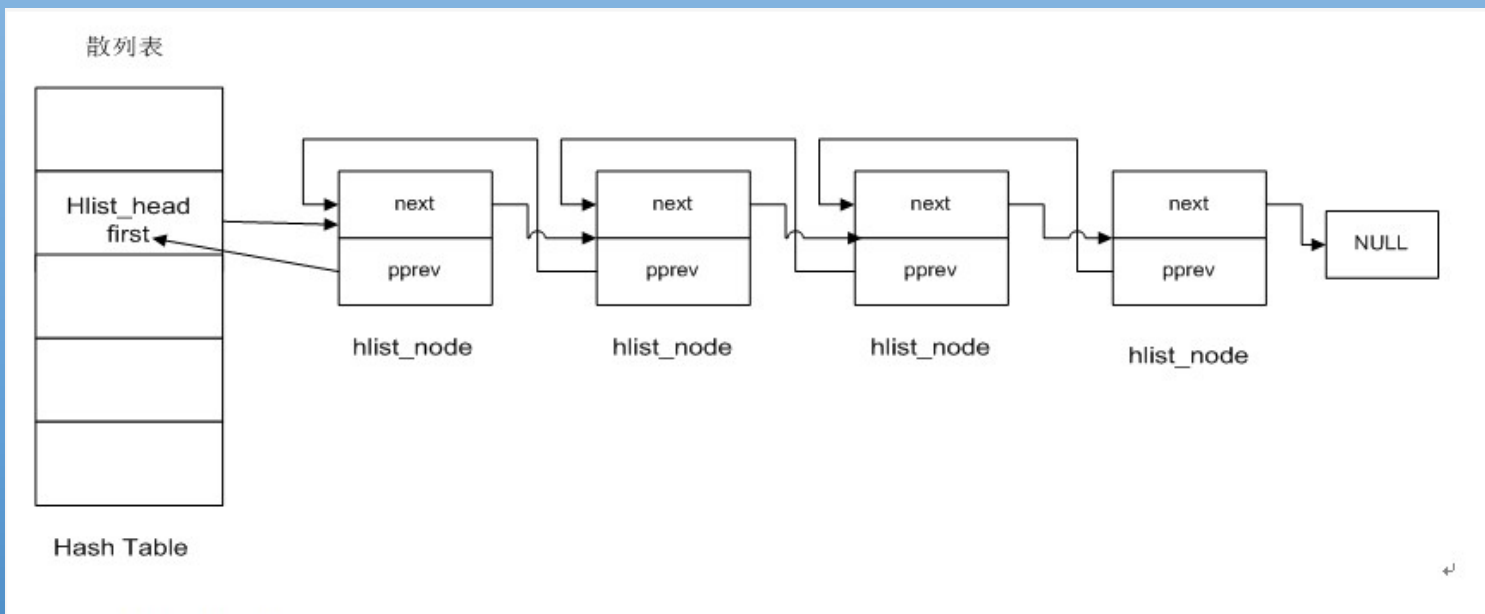 散列表
Hlist_head
first
next
pprev
hlist_node
next
pprev
hlist_node
next
pprev
hlist_node
next
pprev
hlist_node
NULL
Hash Table